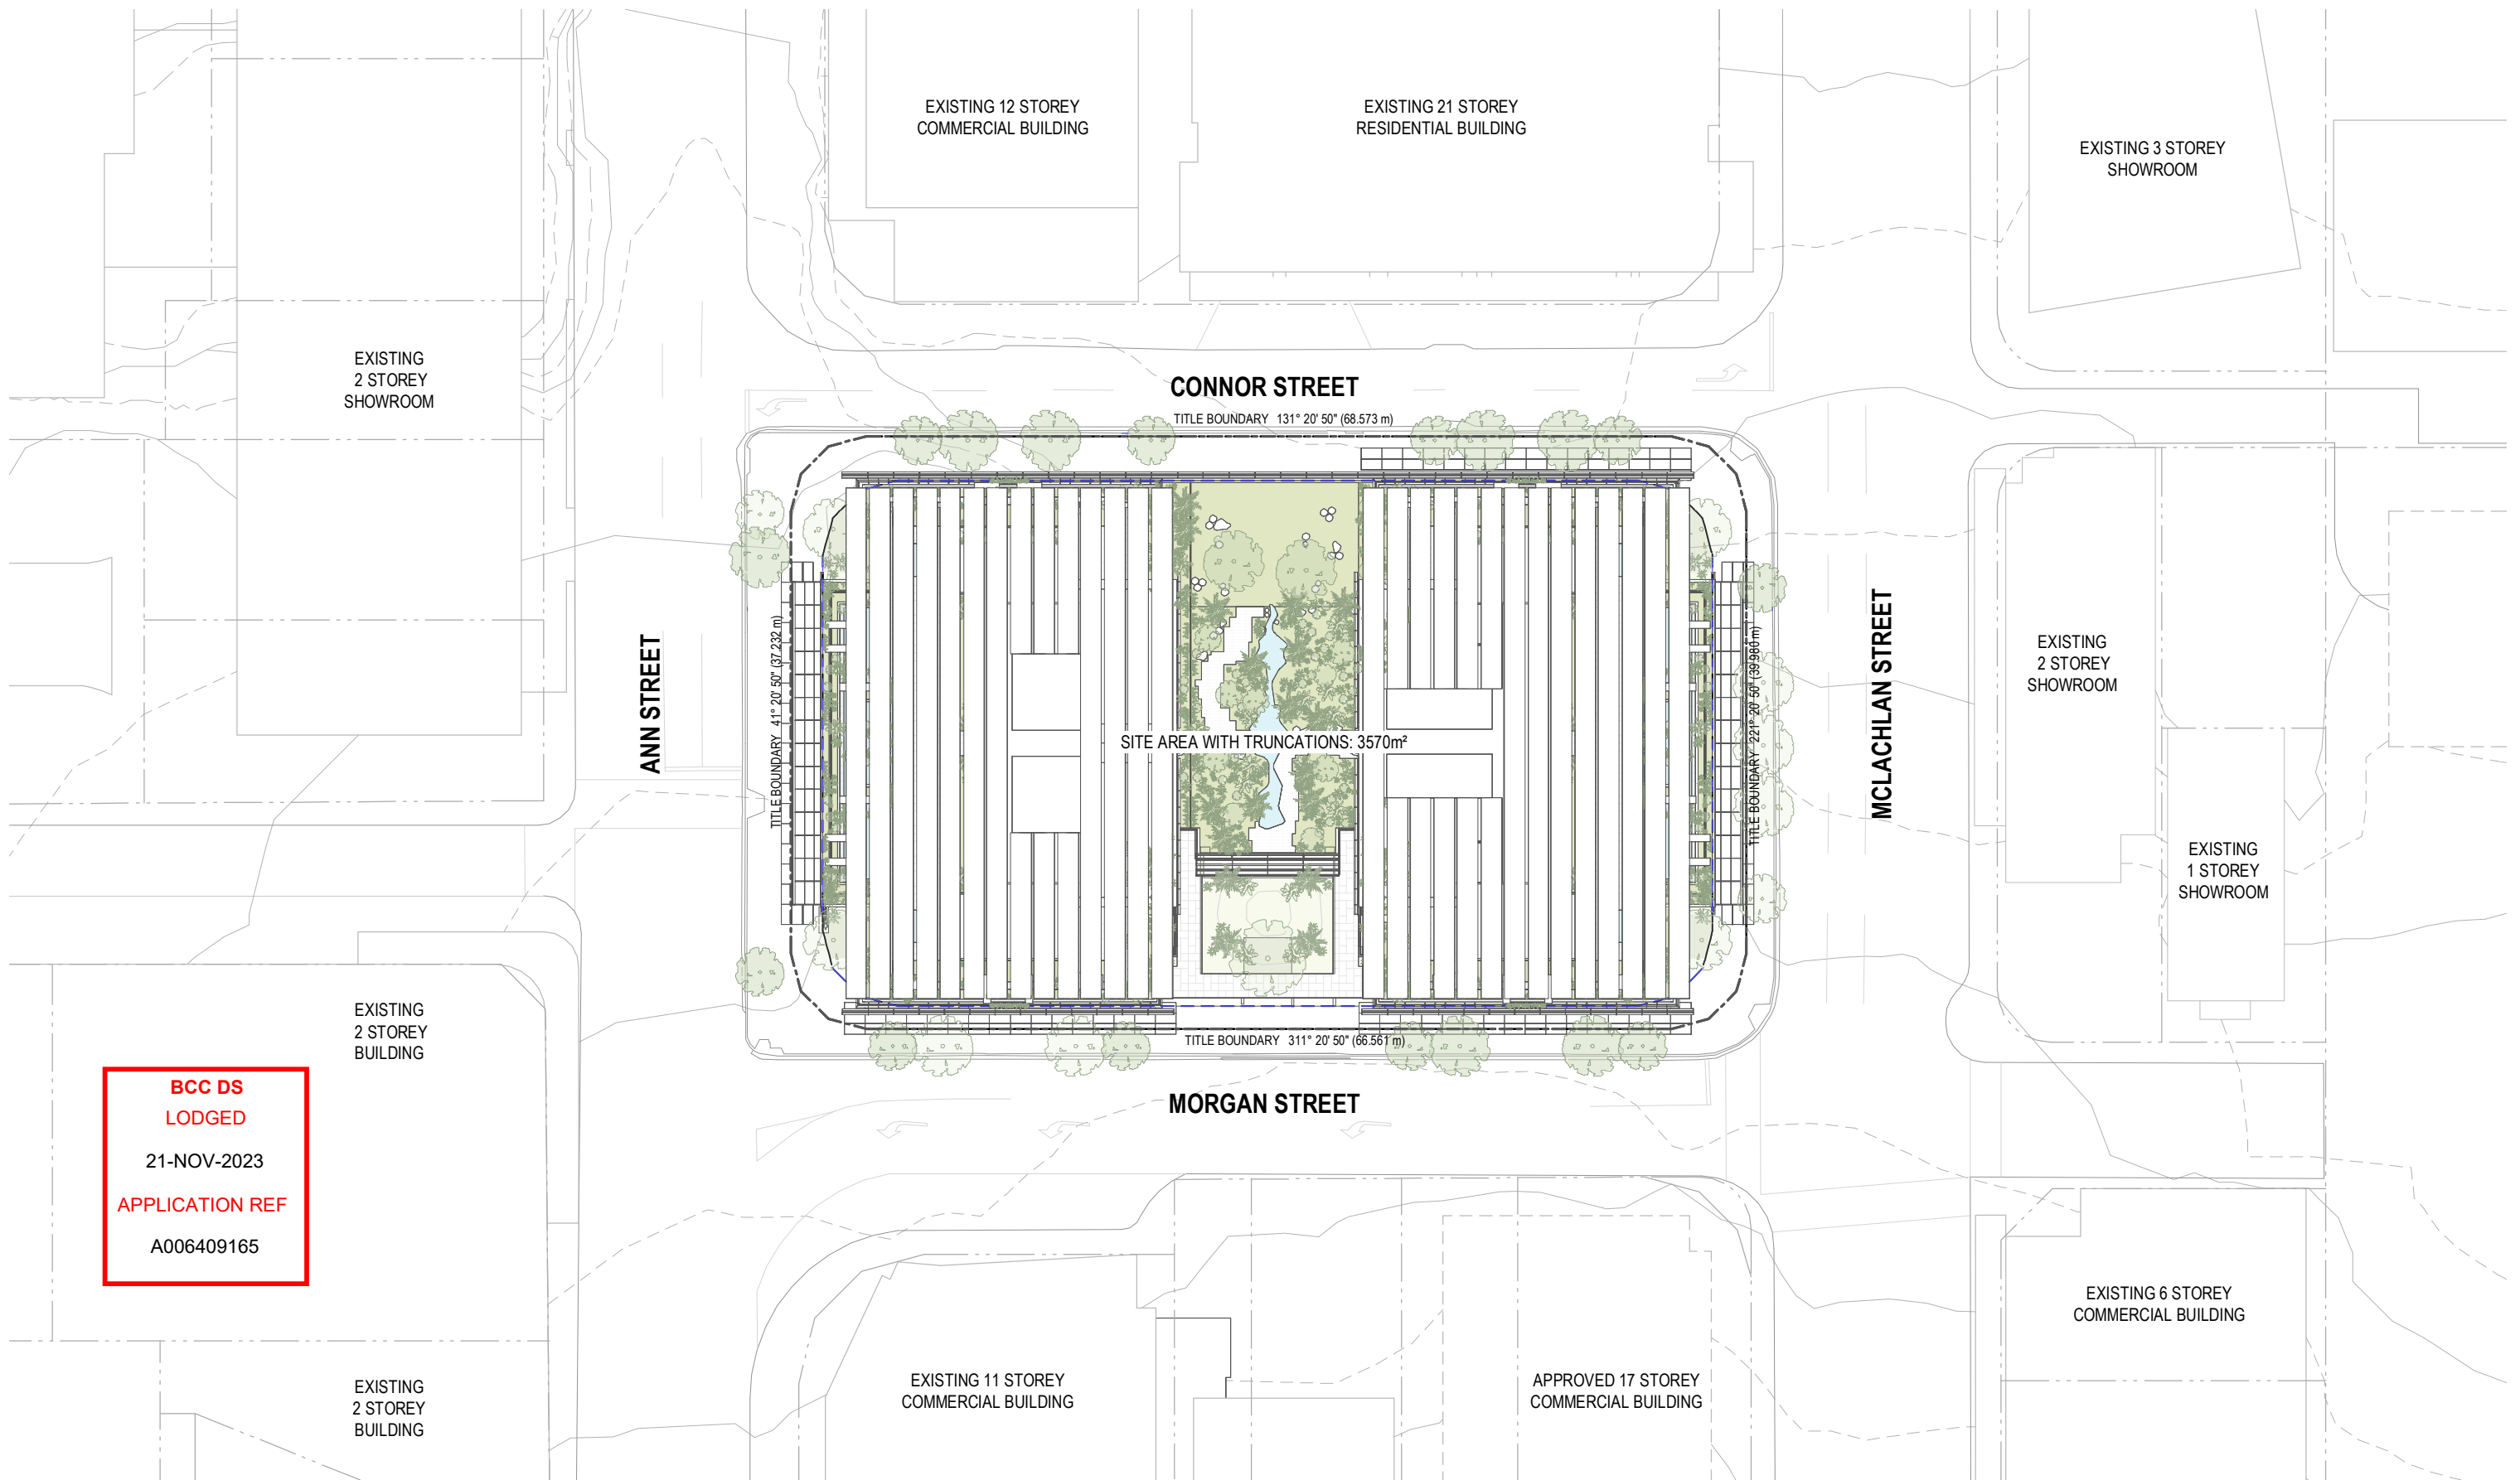 EXISTING 12 STOREY
COMMERCIAL BUILDING
EXISTING 21 STOREY
RESIDENTIAL BUILDING
EXISTING 3 STOREY
SHOWROOM
EXISTING
2 STOREY
SHOWROOM
CONNOR STREET
TITLE BOUNDARY 131° 20' 50" (68.573 m)
ANN STREET
TITLE BOUNDARY 41° 20' 50" (37.232 m)
SITE AREA WITH TRUNCATIONS: 3570m²
TITLE BOUNDARY 221° 20' 50" (39.980 m)
MCLACHLAN STREET
EXISTING
2 STOREY
SHOWROOM
EXISTING
1 STOREY
SHOWROOM
TITLE BOUNDARY 311° 20' 50" (66.561 m)
MORGAN STREET
EXISTING
2 STOREY
BUILDING
BCC DS
LODGED
21-NOV-2023
APPLICATION REF
A006409165
EXISTING
2 STOREY
BUILDING
EXISTING 11 STOREY
COMMERCIAL BUILDING
APPROVED 17 STOREY
COMMERCIAL BUILDING
EXISTING 6 STOREY
COMMERCIAL BUILDING